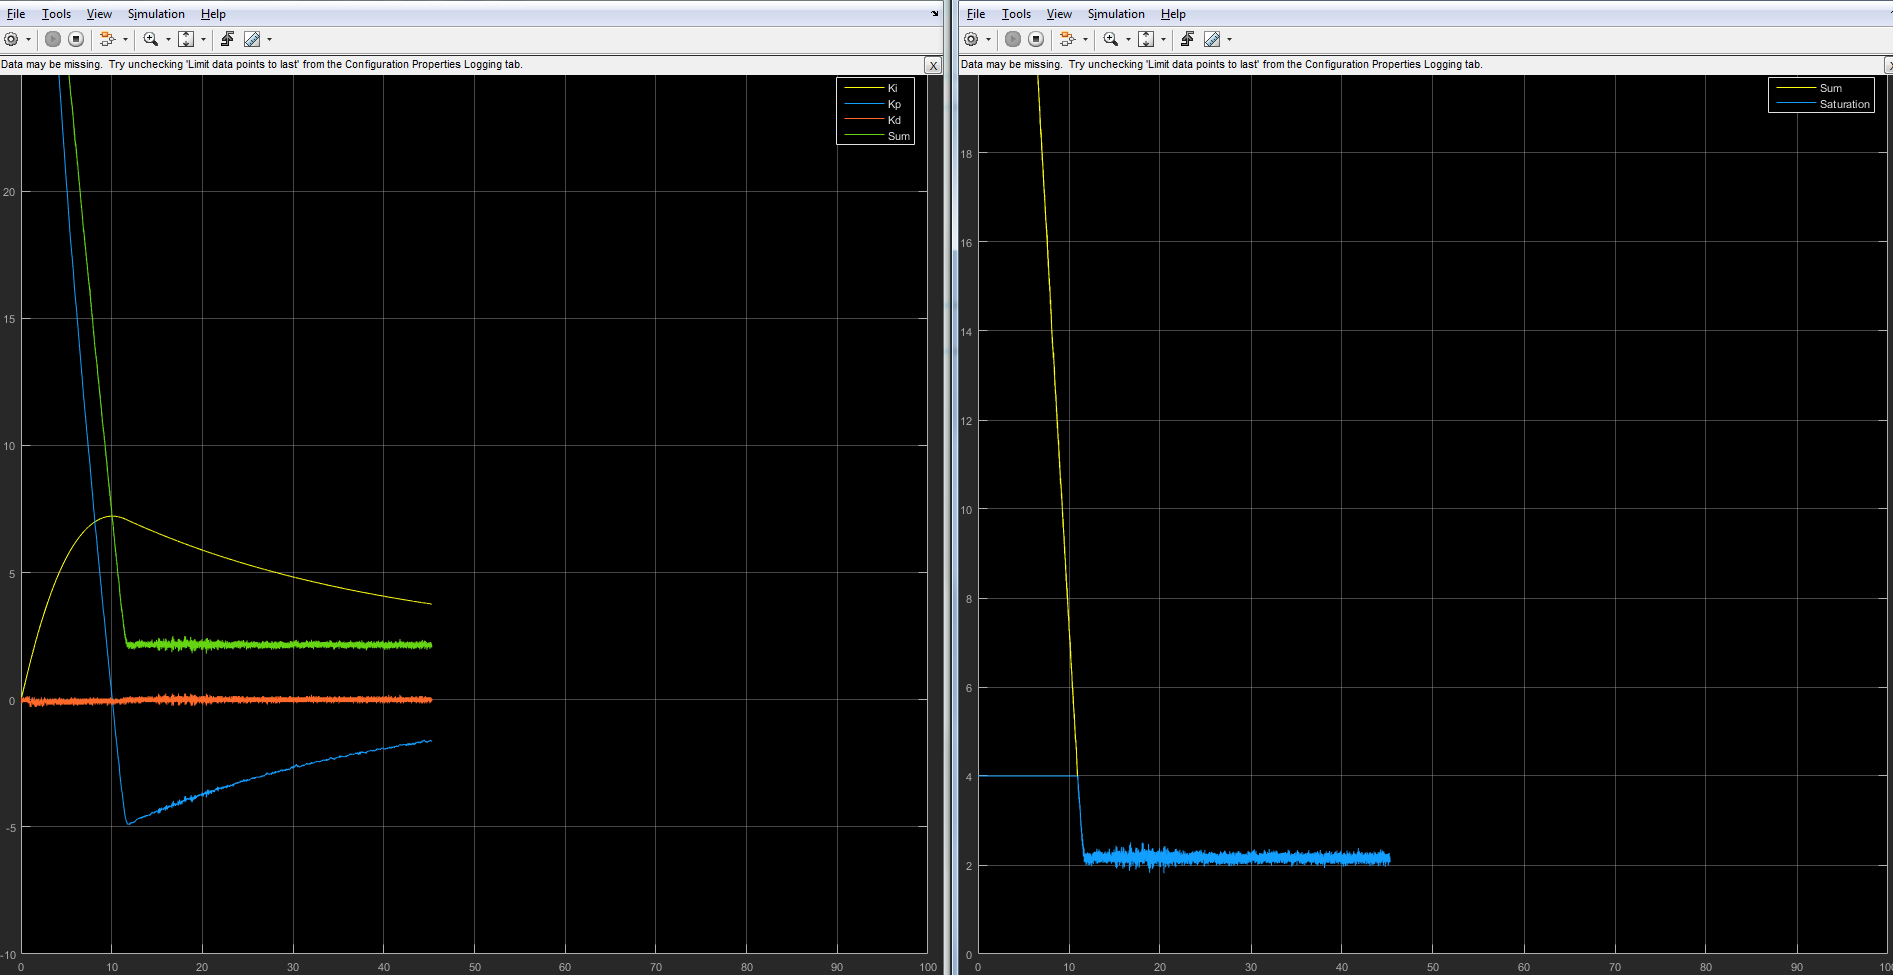 File Tools View Simulation Help
Data may be missing. Try unchecking 'Limit data points to last' from the Configuration Properties Logging tab. X
Ki
Kp
Kd
Sum
20
15
10
5
0
-5
-10
0 10 20 30 40 50 60 70 80 90 100
File Tools View Simulation Help
Data may be missing. Try unchecking 'Limit data points to last' from the Configuration Properties Logging tab. X
Sum
Saturation
18
16
14
12
10
8
6
4
2
0
0 10 20 30 40 50 60 70 80 90 100